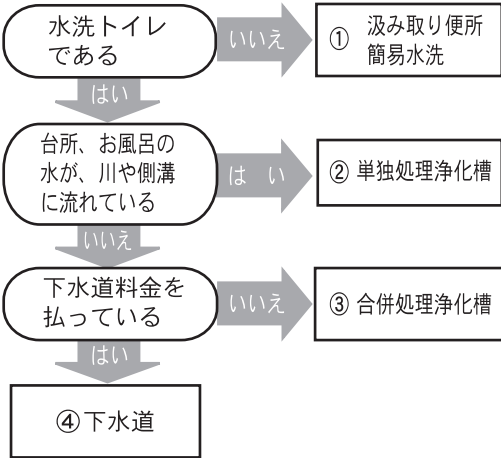 水洗トイレ
である
いいえ
① 汲み取り便所
簡易水洗
はい
台所、お風呂の
水が、川や側溝
に流れている
は い
② 単独処理浄化槽
いいえ
下水道料金を
払っている
いいえ
③ 合併処理浄化槽
はい
④下水道